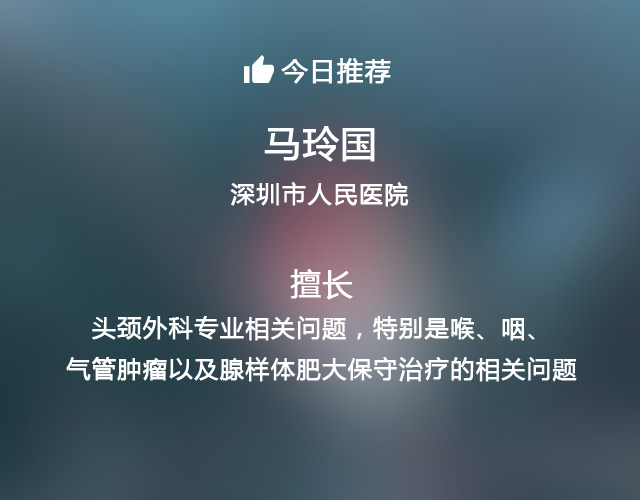 今日推荐
马玲国
深圳市人民医院
擅长
头颈外科专业相关问题，特别是喉、咽、
气管肿瘤以及腺样体肥大保守治疗的相关问题